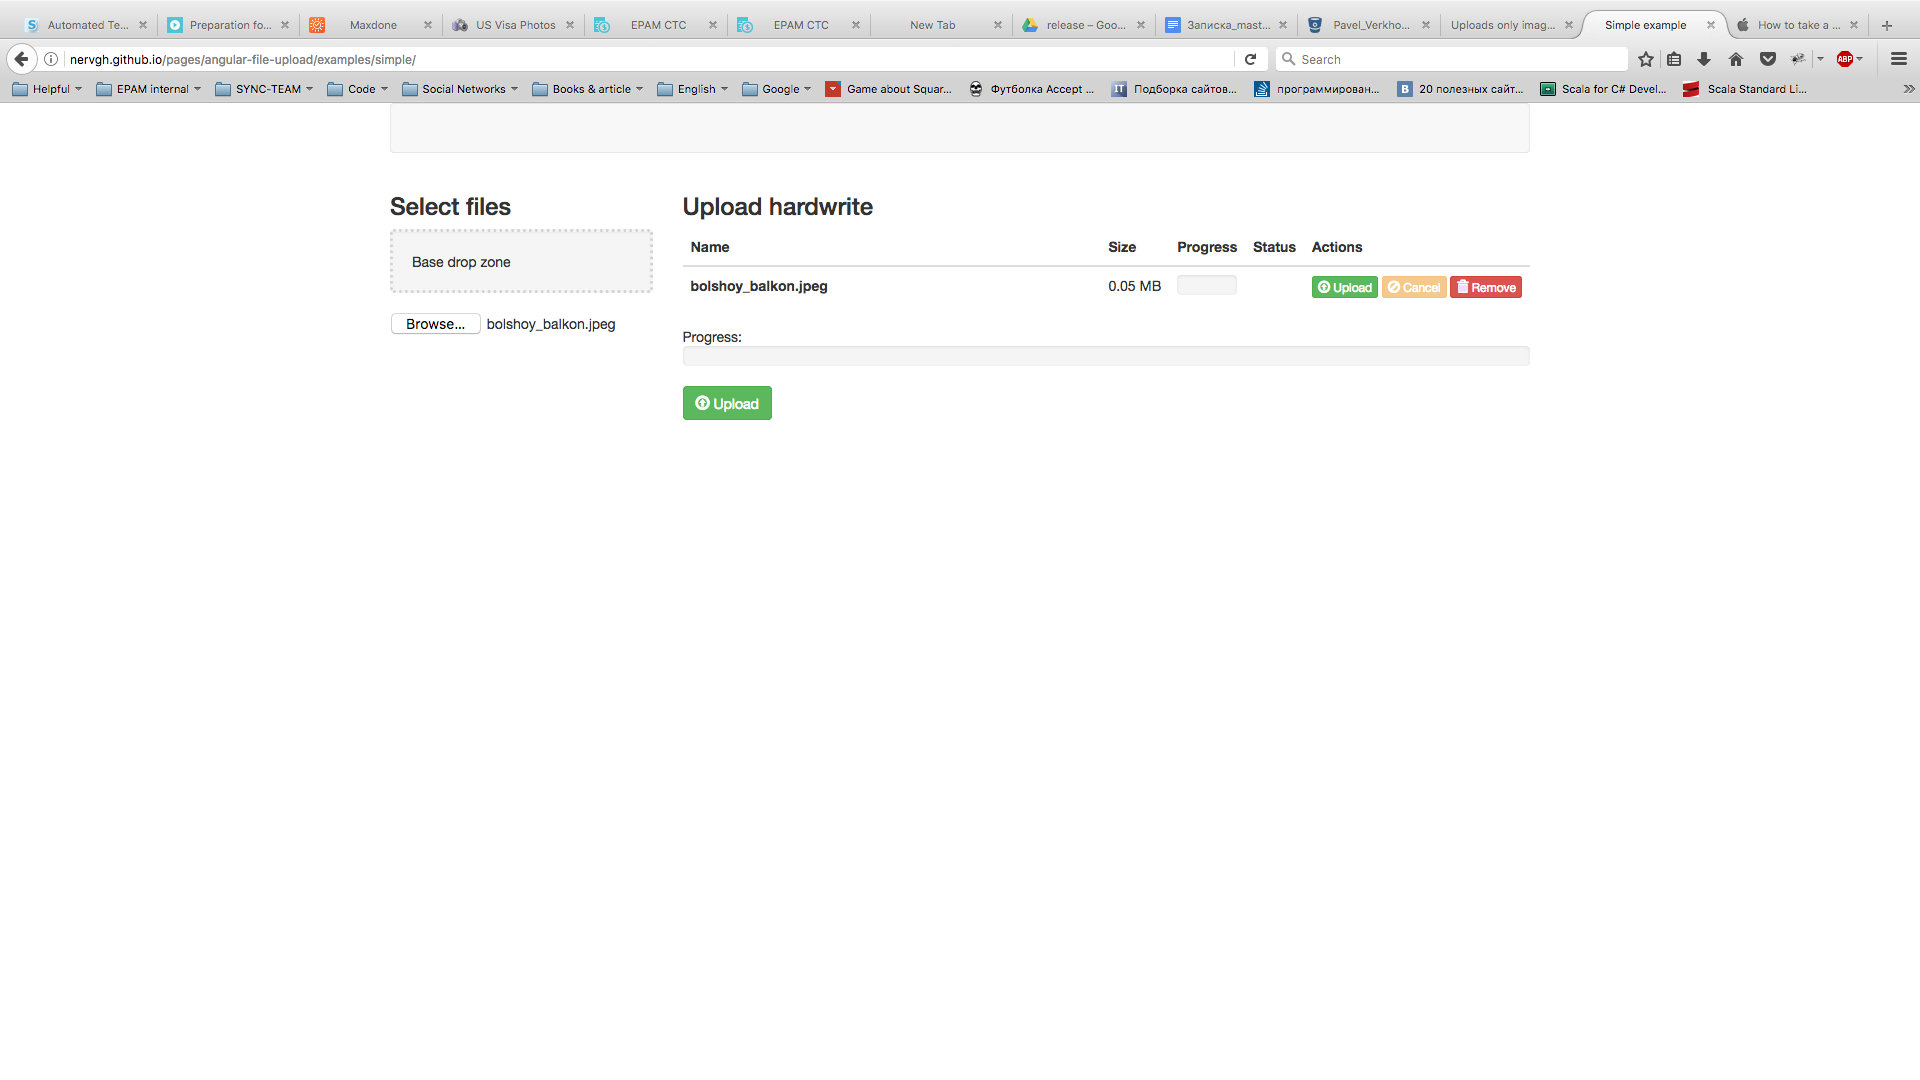 Automated Te...
Preparation fo...
Maxdone
US Visa Photos
EPAM CTC
EPAM CTC
New Tab
release – Goo...
Записка_mast...
Pavel_Verkho...
Uploads only imag...
Simple example
How to take a ...
nervgh.github.io/pages/angular-file-upload/examples/simple/
Search
ABP
Helpful
EPAM internal
SYNC-TEAM
Code
Social Networks
Books & article
English
Google
Game about Squar...
Футболка Accept ...
IT
Подборка сайтов...
программирован...
B
20 полезных сайт...
Scala for C# Devel...
Scala Standard Li...
Select files
Upload hardwrite
Base drop zone
Browse... bolshoy_balkon.jpeg
Name Size Progress Status Actions
bolshoy_balkon.jpeg 0.05 MB Upload Cancel Remove
Progress:
Upload